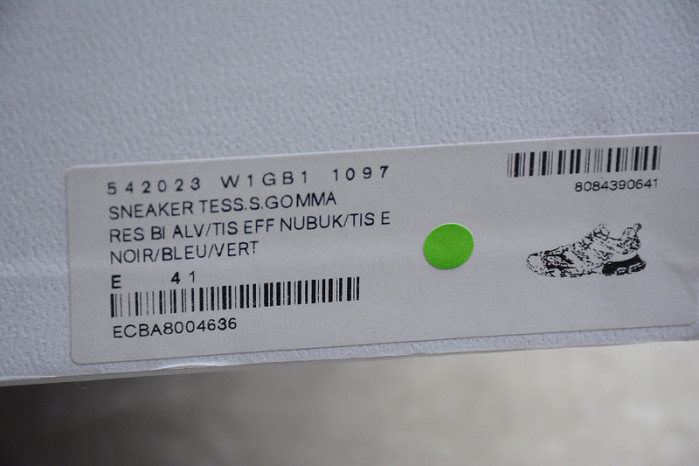 542023 W1GB1 1097
SNEAKER TESS.S.GOMMA
RES BI ALV/TIS EFF NUBUK/TIS E
NOIR/BLEU/VERT
E 41
ECBA8004636
8084390641